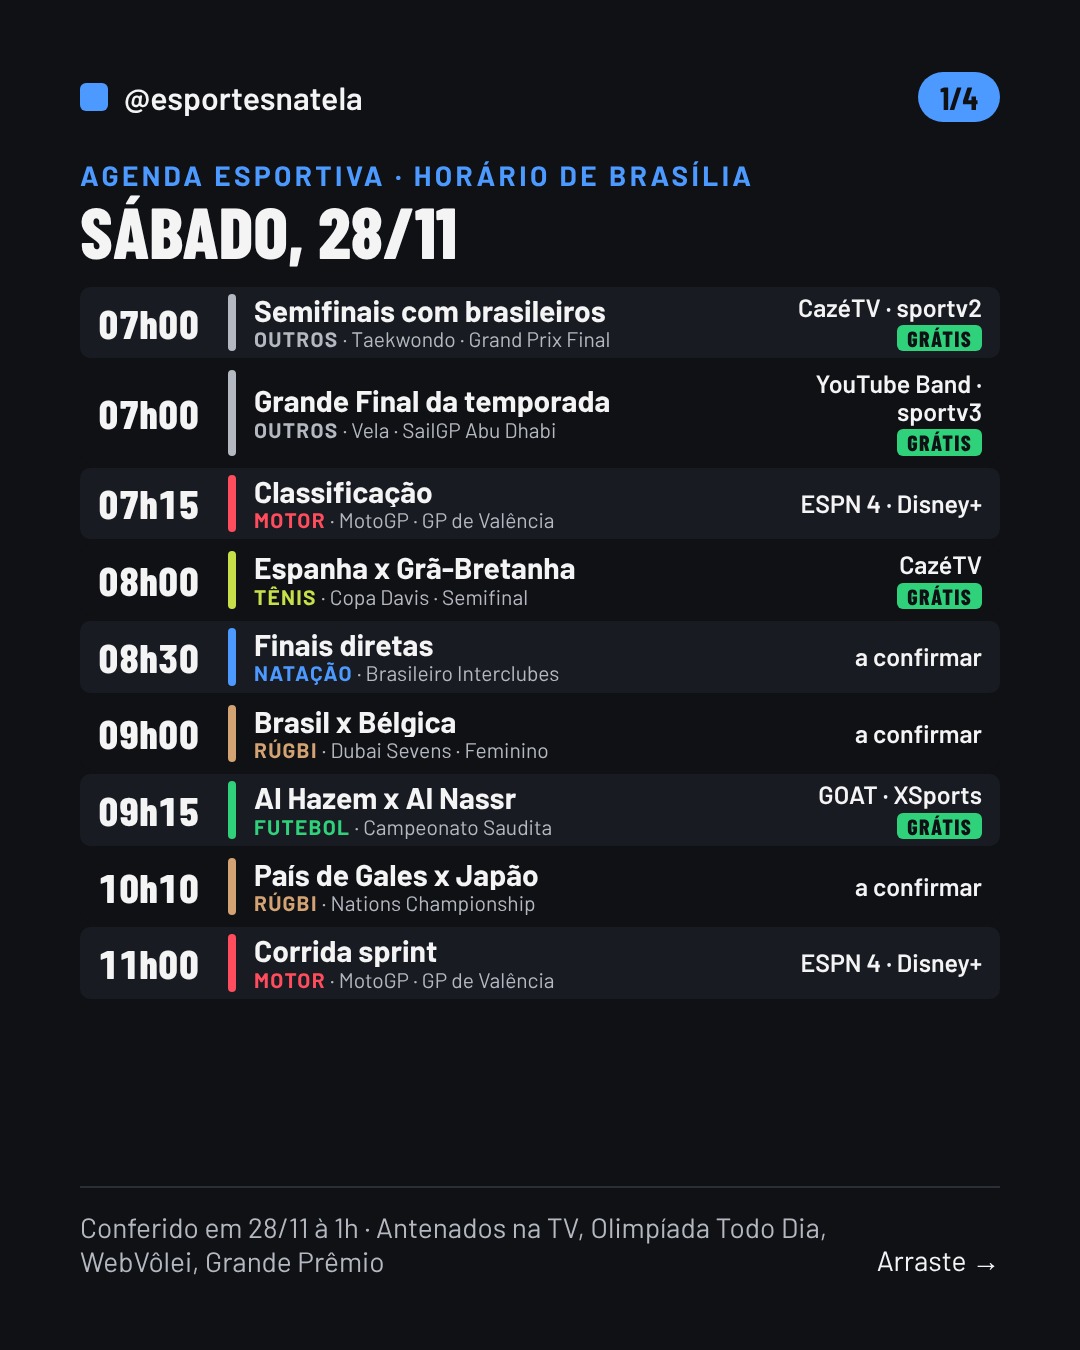 @esportesnatela
1/4
AGENDA ESPORTIVA · HORÁRIO DE BRASÍLIA
SÁBADO, 28/11
07h00
Semifinais com brasileiros
OUTROS · Taekwondo · Grand Prix Final
CazéTV · sportv2
GRÁTIS
07h00
Grande Final da temporada
OUTROS · Vela · SailGP Abu Dhabi
YouTube Band ·
sportv3
GRÁTIS
07h15
Classificação
MOTOR · MotoGP · GP de Valência
ESPN 4 · Disney+
08h00
Espanha x Grã-Bretanha
TÊNIS · Copa Davis · Semifinal
CazéTV
GRÁTIS
08h30
Finais diretas
NATAÇÃO · Brasileiro Interclubes
a confirmar
09h00
Brasil x Bélgica
RÚGBI · Dubai Sevens · Feminino
a confirmar
09h15
Al Hazem x Al Nassr
FUTEBOL · Campeonato Saudita
GOAT · XSports
GRÁTIS
10h10
País de Gales x Japão
RÚGBI · Nations Championship
a confirmar
11h00
Corrida sprint
MOTOR · MotoGP · GP de Valência
ESPN 4 · Disney+
Conferido em 28/11 à 1h · Antenados na TV, Olimpíada Todo Dia,
WebVôlei, Grande Prêmio
Arraste →